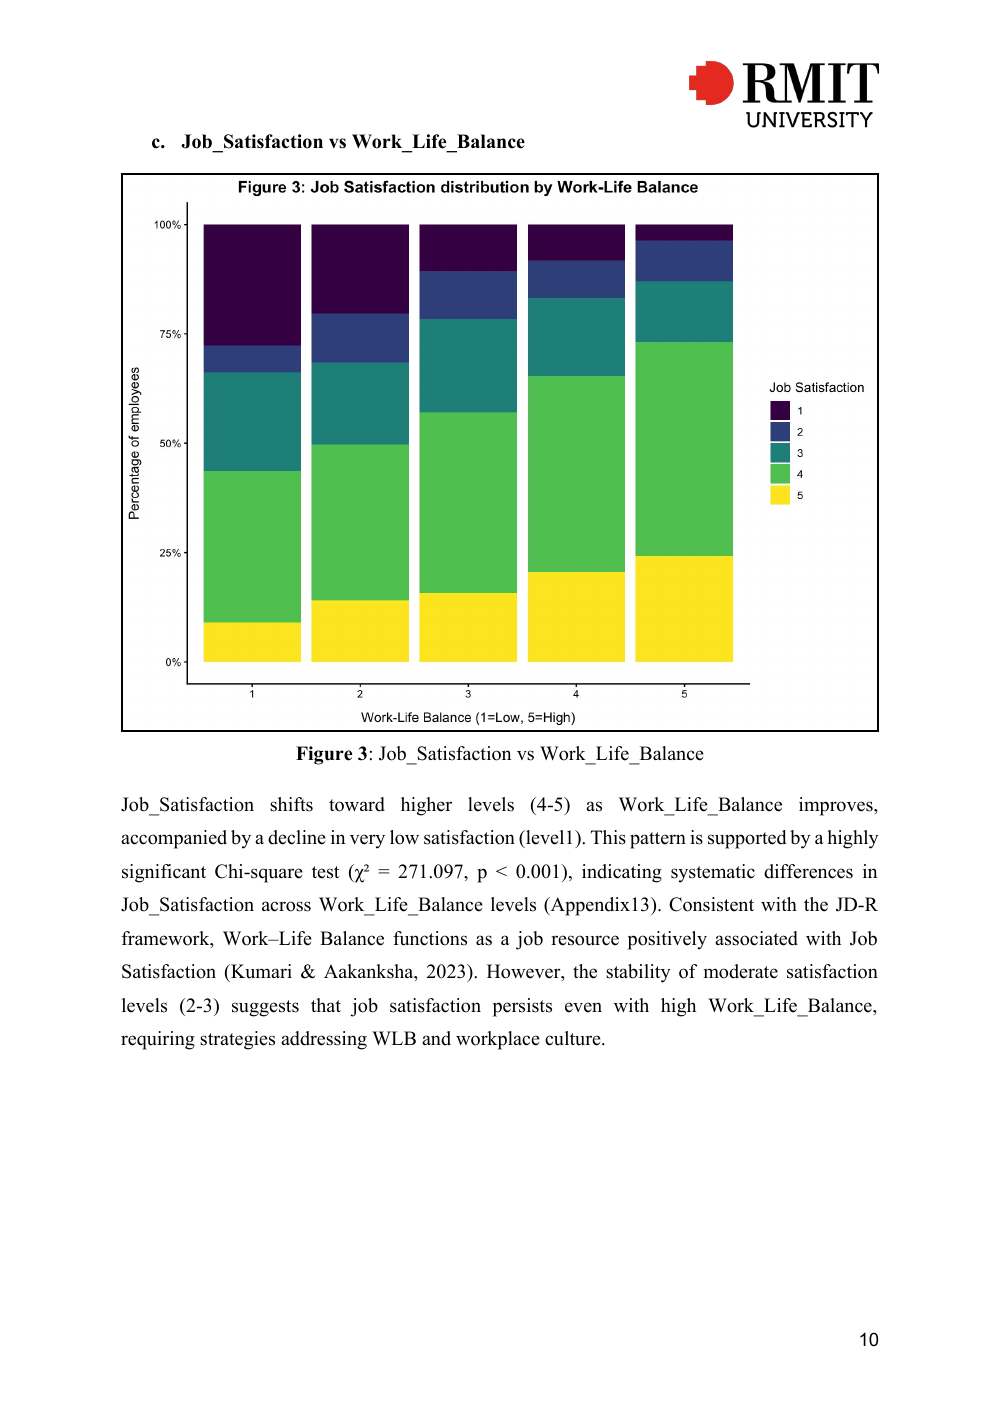 RMIT
UNIVERSITY
c. Job_Satisfaction vs Work_Life_Balance
Figure 3: Job Satisfaction distribution by Work-Life Balance
100%
75%
50%
25%
0%
Percentage of employees
1 2 3 4 5
Work-Life Balance (1=Low, 5=High)
Job Satisfaction
1
2
3
4
5
Figure 3: Job_Satisfaction vs Work_Life_Balance
Job_Satisfaction shifts toward higher levels (4-5) as Work_Life_Balance improves,
accompanied by a decline in very low satisfaction (level1). This pattern is supported by a highly
significant Chi-square test (χ² = 271.097, p < 0.001), indicating systematic differences in
Job_Satisfaction across Work_Life_Balance levels (Appendix13). Consistent with the JD-R
framework, Work–Life Balance functions as a job resource positively associated with Job
Satisfaction (Kumari & Aakanksha, 2023). However, the stability of moderate satisfaction
levels (2-3) suggests that job satisfaction persists even with high Work_Life_Balance,
requiring strategies addressing WLB and workplace culture.
10